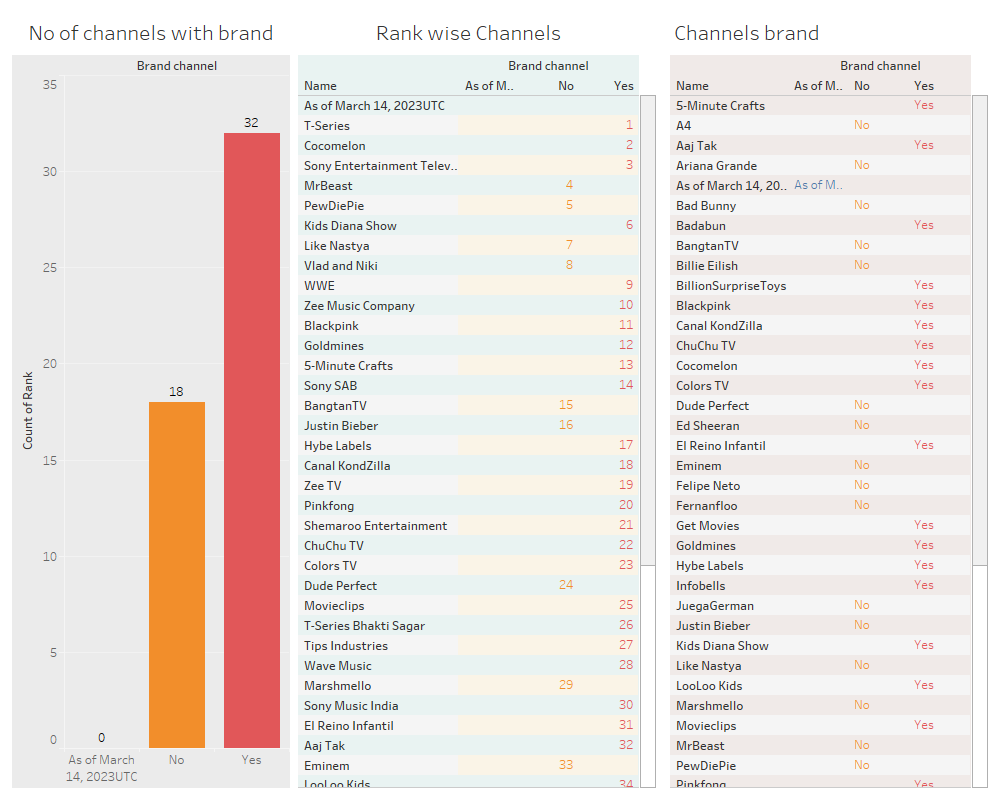 No of channels with brand
Brand channel
35
30
25
20
15
10
5
0
Count of Rank
0
18
32
As of March
14, 2023UTC
No
Yes
Rank wise Channels
Brand channel
Name As of M.. No Yes
As of March 14, 2023UTC
T-Series 1
Cocomelon 2
Sony Entertainment Telev.. 3
MrBeast 4
PewDiePie 5
Kids Diana Show 6
Like Nastya 7
Vlad and Niki 8
WWE 9
Zee Music Company 10
Blackpink 11
Goldmines 12
5-Minute Crafts 13
Sony SAB 14
BangtanTV 15
Justin Bieber 16
Hybe Labels 17
Canal KondZilla 18
Zee TV 19
Pinkfong 20
Shemaroo Entertainment 21
ChuChu TV 22
Colors TV 23
Dude Perfect 24
Movieclips 25
T-Series Bhakti Sagar 26
Tips Industries 27
Wave Music 28
Marshmello 29
Sony Music India 30
El Reino Infantil 31
Aaj Tak 32
Eminem 33
LooLoo Kids 34
Channels brand
Brand channel
Name As of M.. No Yes
5-Minute Crafts Yes
A4 No
Aaj Tak Yes
Ariana Grande No
As of March 14, 20.. As of M..
Bad Bunny No
Badabun Yes
BangtanTV No
Billie Eilish No
BillionSurpriseToys Yes
Blackpink Yes
Canal KondZilla Yes
ChuChu TV Yes
Cocomelon Yes
Colors TV Yes
Dude Perfect No
Ed Sheeran No
El Reino Infantil Yes
Eminem No
Felipe Neto No
Fernanfloo No
Get Movies Yes
Goldmines Yes
Hybe Labels Yes
Infobells Yes
JuegaGerman No
Justin Bieber No
Kids Diana Show Yes
Like Nastya No
LooLoo Kids Yes
Marshmello No
Movieclips Yes
MrBeast No
PewDiePie No
Pinkfong Yes